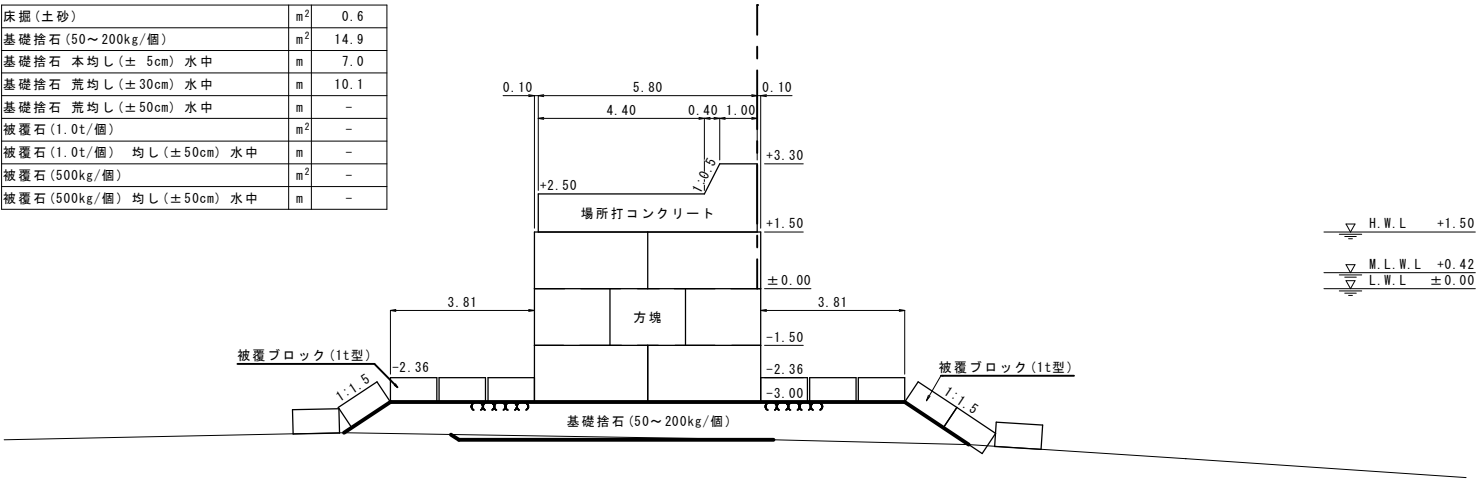 床掘(土砂) m² 0.6
基礎捨石(50～200kg/個) m² 14.9
基礎捨石 本均し(± 5cm) 水中 m 7.0
基礎捨石 荒均し(±30cm) 水中 m 10.1
基礎捨石 荒均し(±50cm) 水中 m -
被覆石(1.0t/個) m² -
被覆石(1.0t/個) 均し(±50cm) 水中 m -
被覆石(500kg/個) m² -
被覆石(500kg/個) 均し(±50cm) 水中 m -
0.10 5.80 0.10
4.40 0.40 1.00
+3.30
1:0.5
+2.50
場所打コンクリート
+1.50
H.W.L +1.50
M.L.W.L +0.42
L.W.L ±0.00
±0.00
3.81 3.81
方塊
-1.50
被覆ブロック(1t型)
-2.36 -2.36
被覆ブロック(1t型)
1:1.5 1:1.5
-3.00
基礎捨石(50～200kg/個)